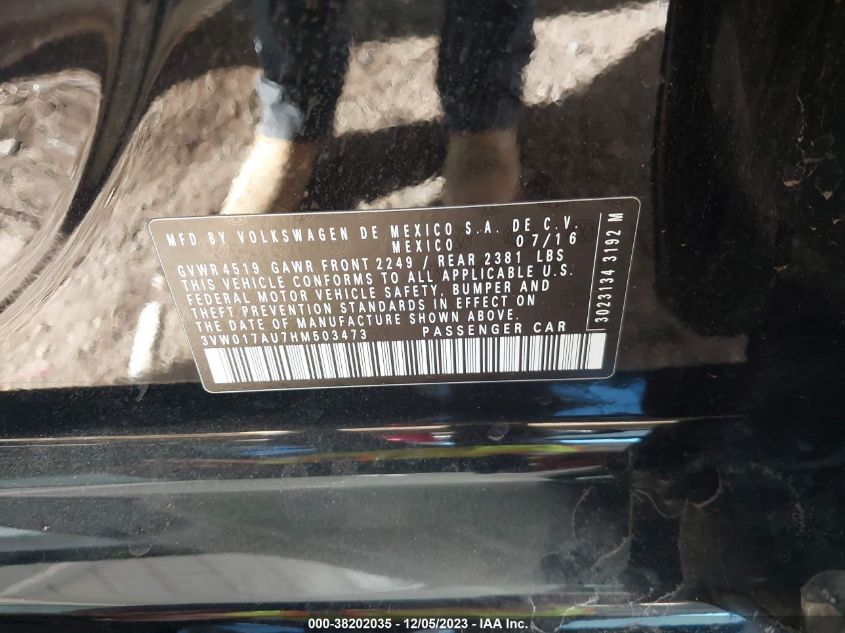 MFD BY VOLKSWAGEN DE MEXICO S.A. DE C.V.
MEXICO 07/16
GVWR4519 GAWR FRONT 2249 / REAR 2381 LBS
THIS VEHICLE CONFORMS TO ALL APPLICABLE U.S.
FEDERAL MOTOR VEHICLE SAFETY, BUMPER AND
THEFT PREVENTION STANDARDS IN EFFECT ON
THE DATE OF MANUFACTURE SHOWN ABOVE.
3VW017AU7HM503473 PASSENGER CAR
3023134 3192 M
000-38202035 - 12/05/2023 - IAA Inc.